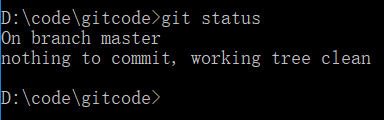 D:\code\gitcode>git status
On branch master
nothing to commit, working tree clean
D:\code\gitcode>